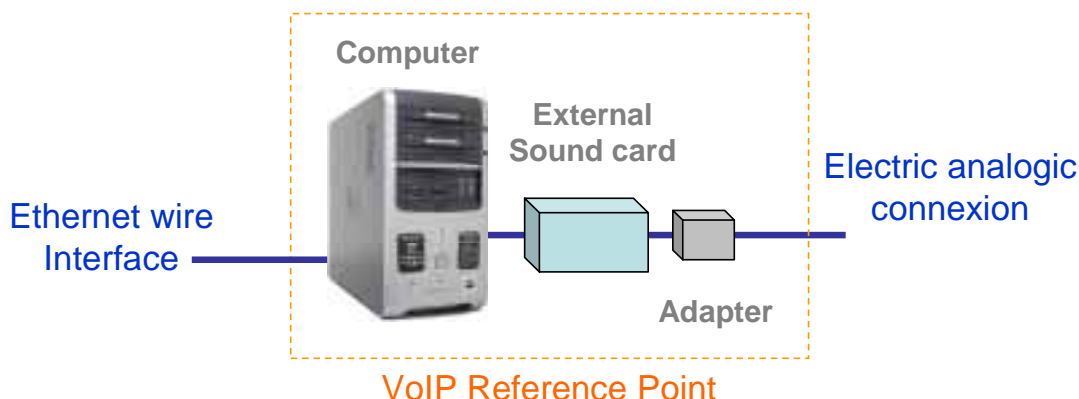 Computer
External
Sound card
Electric analogic
connexion
Ethernet wire
Interface
Adapter
VoIP Reference Point